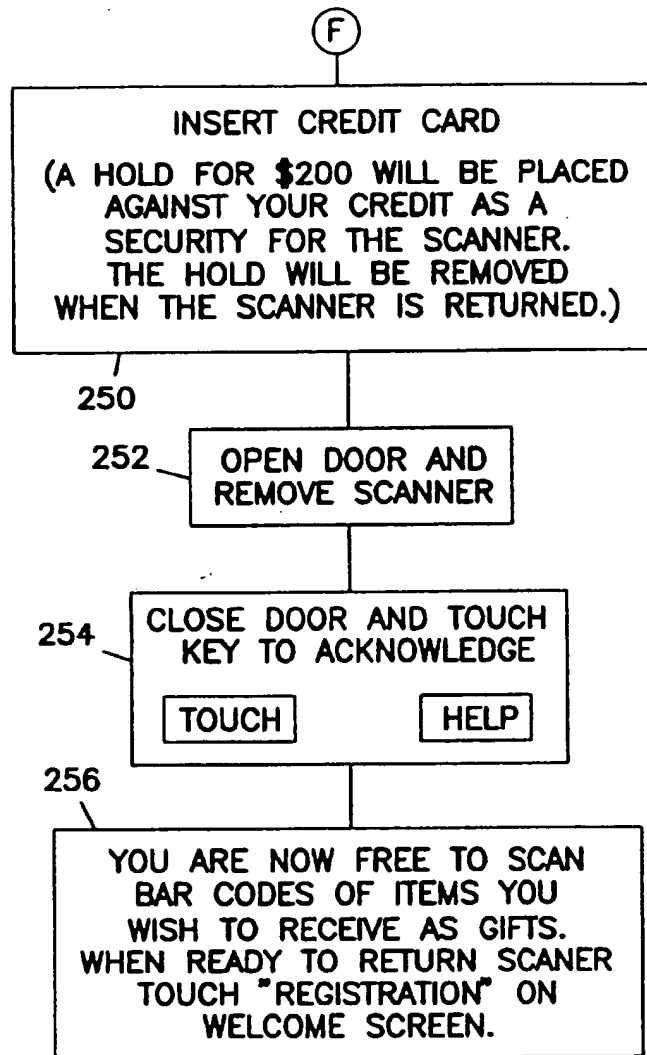 F
INSERT CREDIT CARD
(A HOLD FOR $200 WILL BE PLACED
AGAINST YOUR CREDIT AS A
SECURITY FOR THE SCANNER.
THE HOLD WILL BE REMOVED
WHEN THE SCANNER IS RETURNED.)
250
252
OPEN DOOR AND
REMOVE SCANNER
254
CLOSE DOOR AND TOUCH
KEY TO ACKNOWLEDGE
TOUCH HELP
256
YOU ARE NOW FREE TO SCAN
BAR CODES OF ITEMS YOU
WISH TO RECEIVE AS GIFTS.
WHEN READY TO RETURN SCANER
TOUCH "REGISTRATION" ON
WELCOME SCREEN.